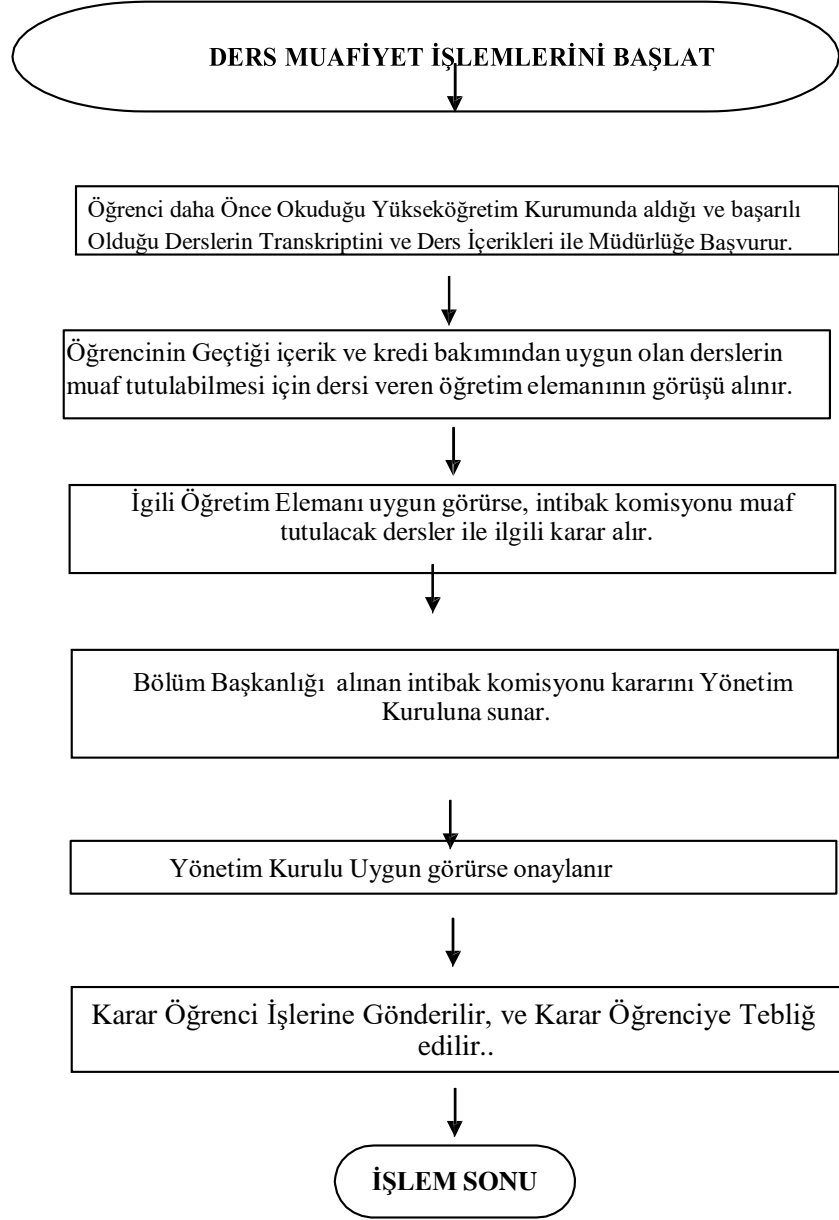 DERS MUAFİYET İŞLEMLERİNİ BAŞLAT
Öğrenci daha Önce Okuduğu Yükseköğretim Kurumunda aldığı ve başarılı
Olduğu Derslerin Transkriptini ve Ders İçerikleri ile Müdürlüğe Başvurur.
Öğrencinin Geçtiği içerik ve kredi bakımından uygun olan derslerin
muaf tutulabilmesi için dersi veren öğretim elemanının görüşü alınır.
İgili Öğretim Elemanı uygun görürse, intibak komisyonu muaf
tutulacak dersler ile ilgili karar alır.
Bölüm Başkanlığı alınan intibak komisyonu kararını Yönetim
Kuruluna sunar.
Yönetim Kurulu Uygun görürse onaylanır
Karar Öğrenci İşlerine Gönderilir, ve Karar Öğrenciye Tebliğ
edilir..
İŞLEM SONU